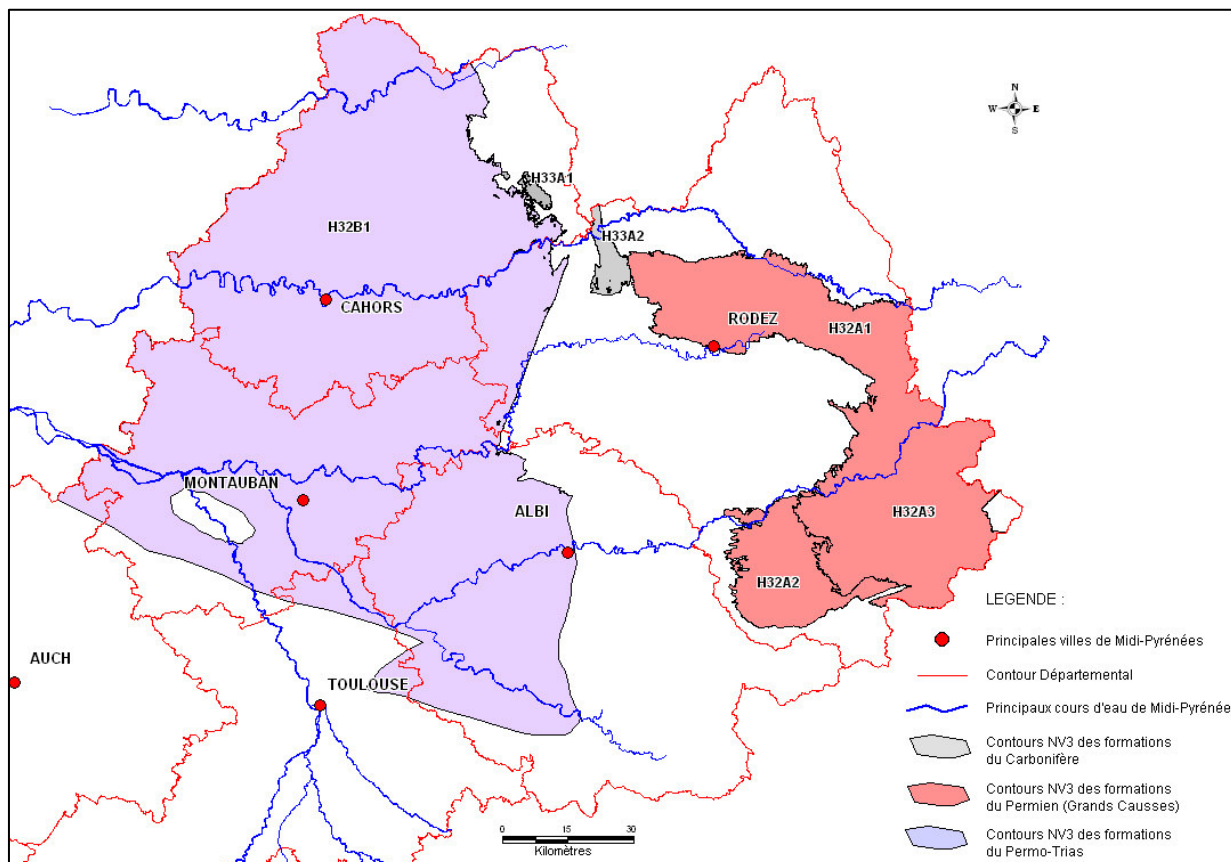 N
W E
S
H33A1
H32B1
H33A2
CAHORS
RODEZ
H32A1
MONTAUBAN
ALBI
H32A3
H32A2
AUCH
TOULOUSE
LEGENDE :
Principales villes de Midi-Pyrénées
Contour Départemental
Principaux cours d'eau de Midi-Pyrénée
Contours NV3 des formations
du Carbonifère
Contours NV3 des formations
du Permien (Grands Causses)
Contours NV3 des formations
du Permo-Trias
0 15 30
Kilomètres